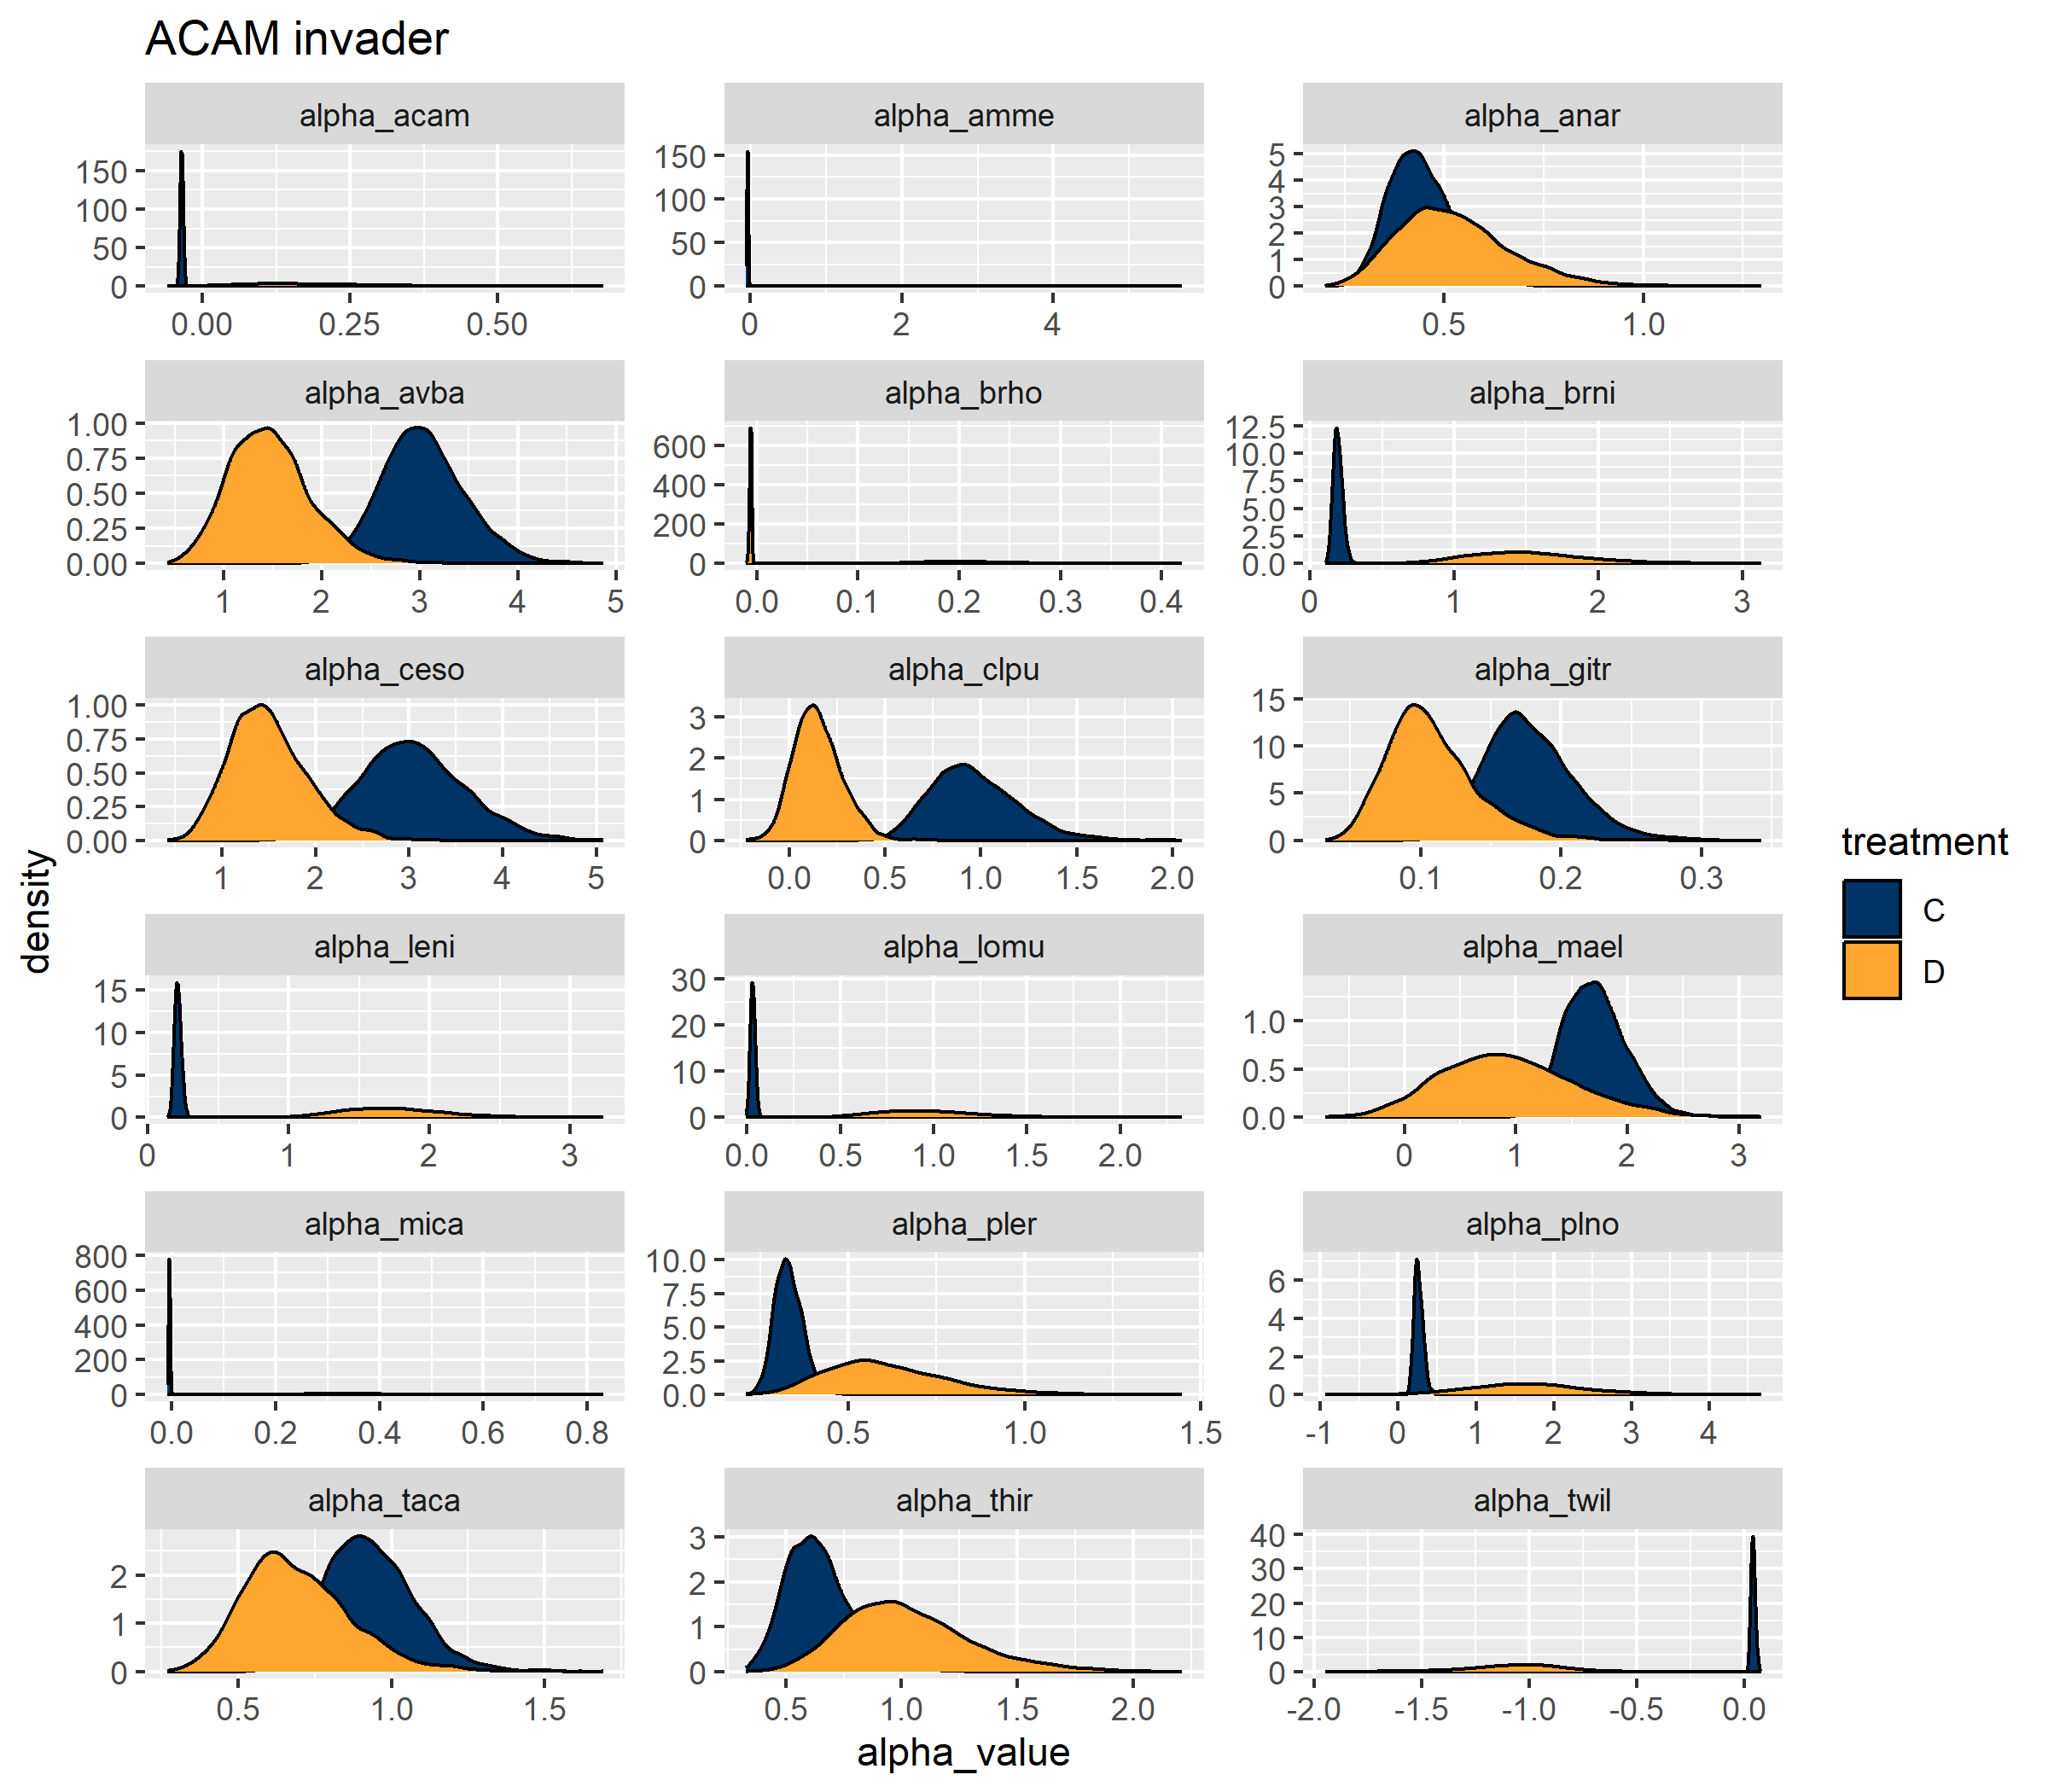 ACAM invader
alpha_acam alpha_amme alpha_anar
150 100 50 0
150 100 50 0
5 4 3 2 1 0
0.00 0.25 0.50
0 2 4
0.5 1.0
alpha_avba alpha_brho alpha_brni
1.00 0.75 0.50 0.25 0.00
600 400 200 0
12.5 10.0 7.5 5.0 2.5 0.0
1 2 3 4 5
0.0 0.1 0.2 0.3 0.4
0 1 2 3
alpha_ceso alpha_clpu alpha_gitr
1.00 0.75 0.50 0.25 0.00
3 2 1 0
15 10 5 0
1 2 3 4 5
0.0 0.5 1.0 1.5 2.0
0.1 0.2 0.3
alpha_leni alpha_lomu alpha_mael
15 10 5 0
30 20 10 0
1.0 0.5 0.0
0 1 2 3
0.0 0.5 1.0 1.5 2.0
0 1 2 3
alpha_mica alpha_pler alpha_plno
800 600 400 200 0
10.0 7.5 5.0 2.5 0.0
6 4 2 0
0.0 0.2 0.4 0.6 0.8
0.5 1.0 1.5
-1 0 1 2 3 4
alpha_taca alpha_thir alpha_twil
2 1 0
3 2 1 0
40 30 20 10 0
0.5 1.0 1.5
0.5 1.0 1.5 2.0
-2.0 -1.5 -1.0 -0.5 0.0
alpha_value
density
treatment
C
D